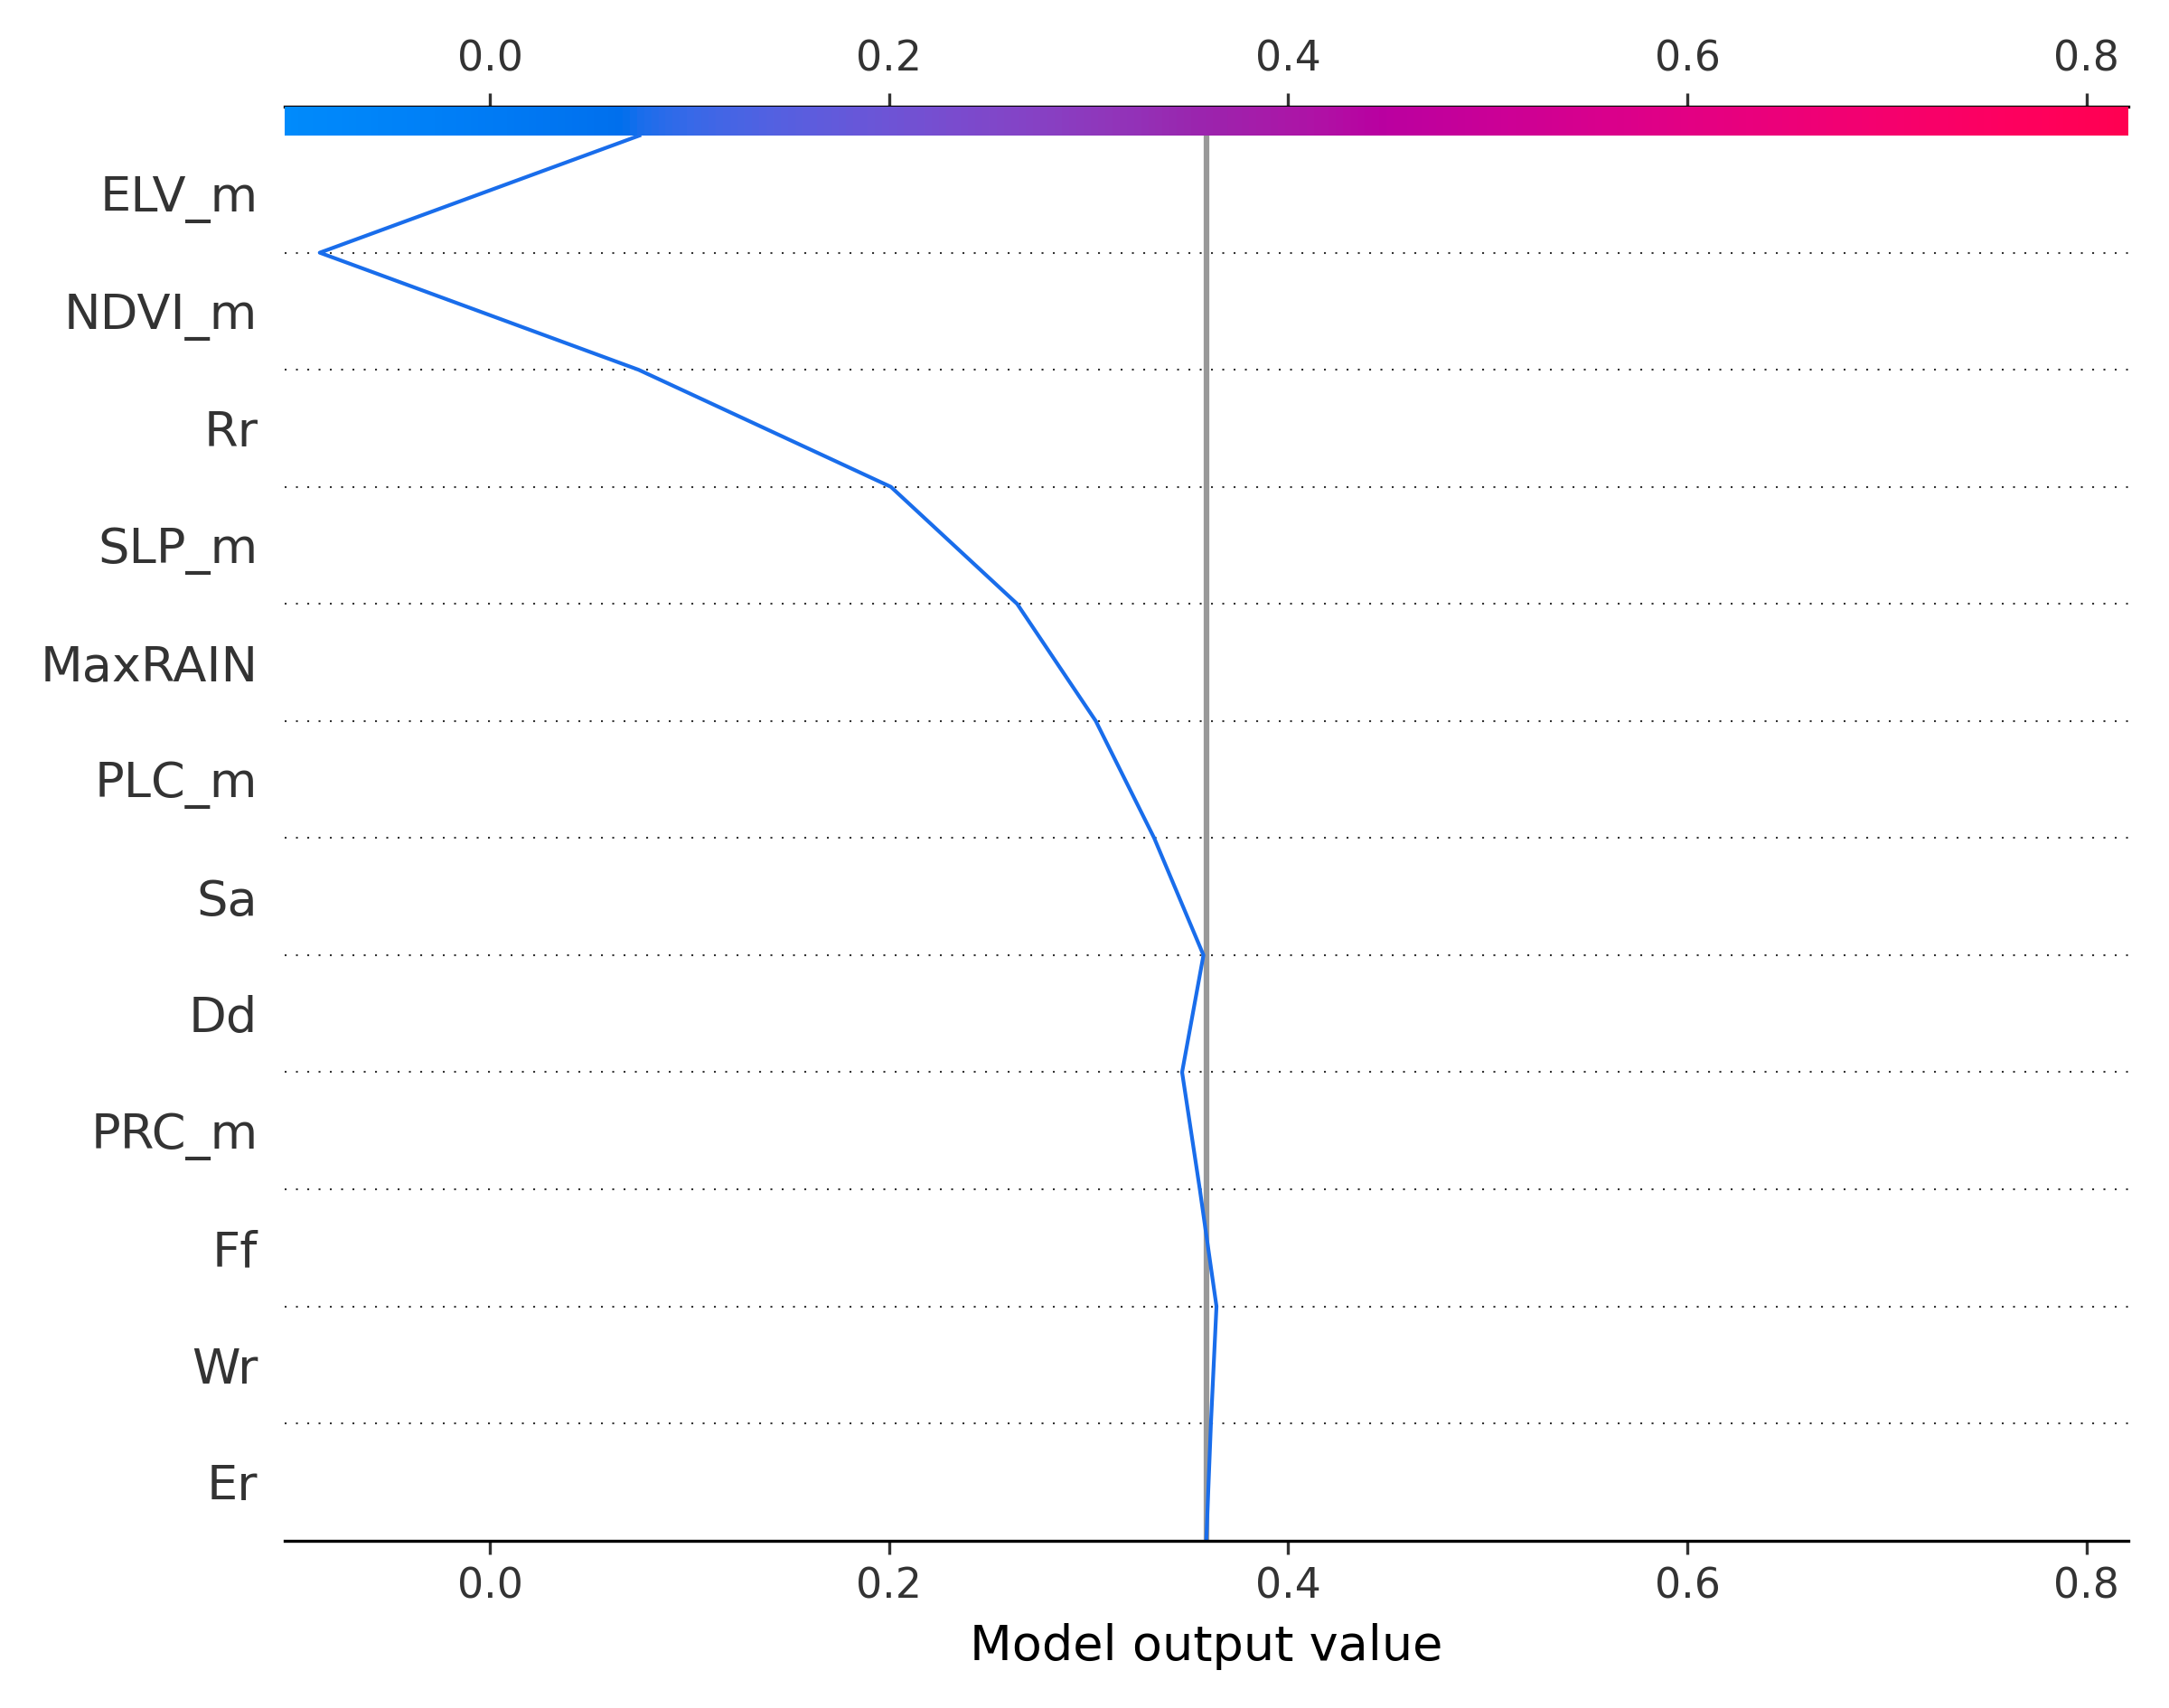 0.0 0.2 0.4 0.6 0.8
ELV_m
NDVI_m
Rr
SLP_m
MaxRAIN
PLC_m
Sa
Dd
PRC_m
Ff
Wr
Er
0.0 0.2 0.4 0.6 0.8
Model output value